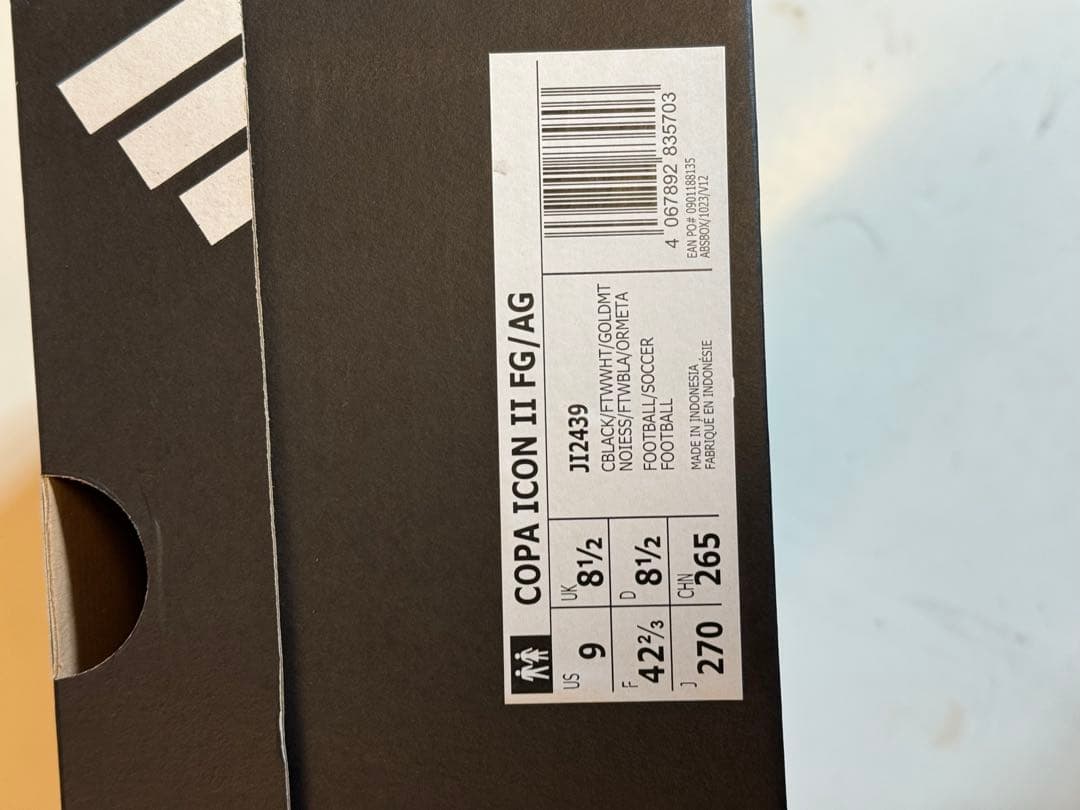 COPA ICON II FG/AG
US
9
UK
8½
F
42⅔
D
8½
J
270
CHN
265
JI2439
CBLACK/FTWWHT/GOLDMT
NOIESS/FTWBLA/ORMETA
FOOTBALL/SOCCER
FOOTBALL
MADE IN INDONESIA
FABRIQUÉ EN INDONÉSIE
4 067892 835703
EAN PO# 0901188135
ABSBOX/1023/V12